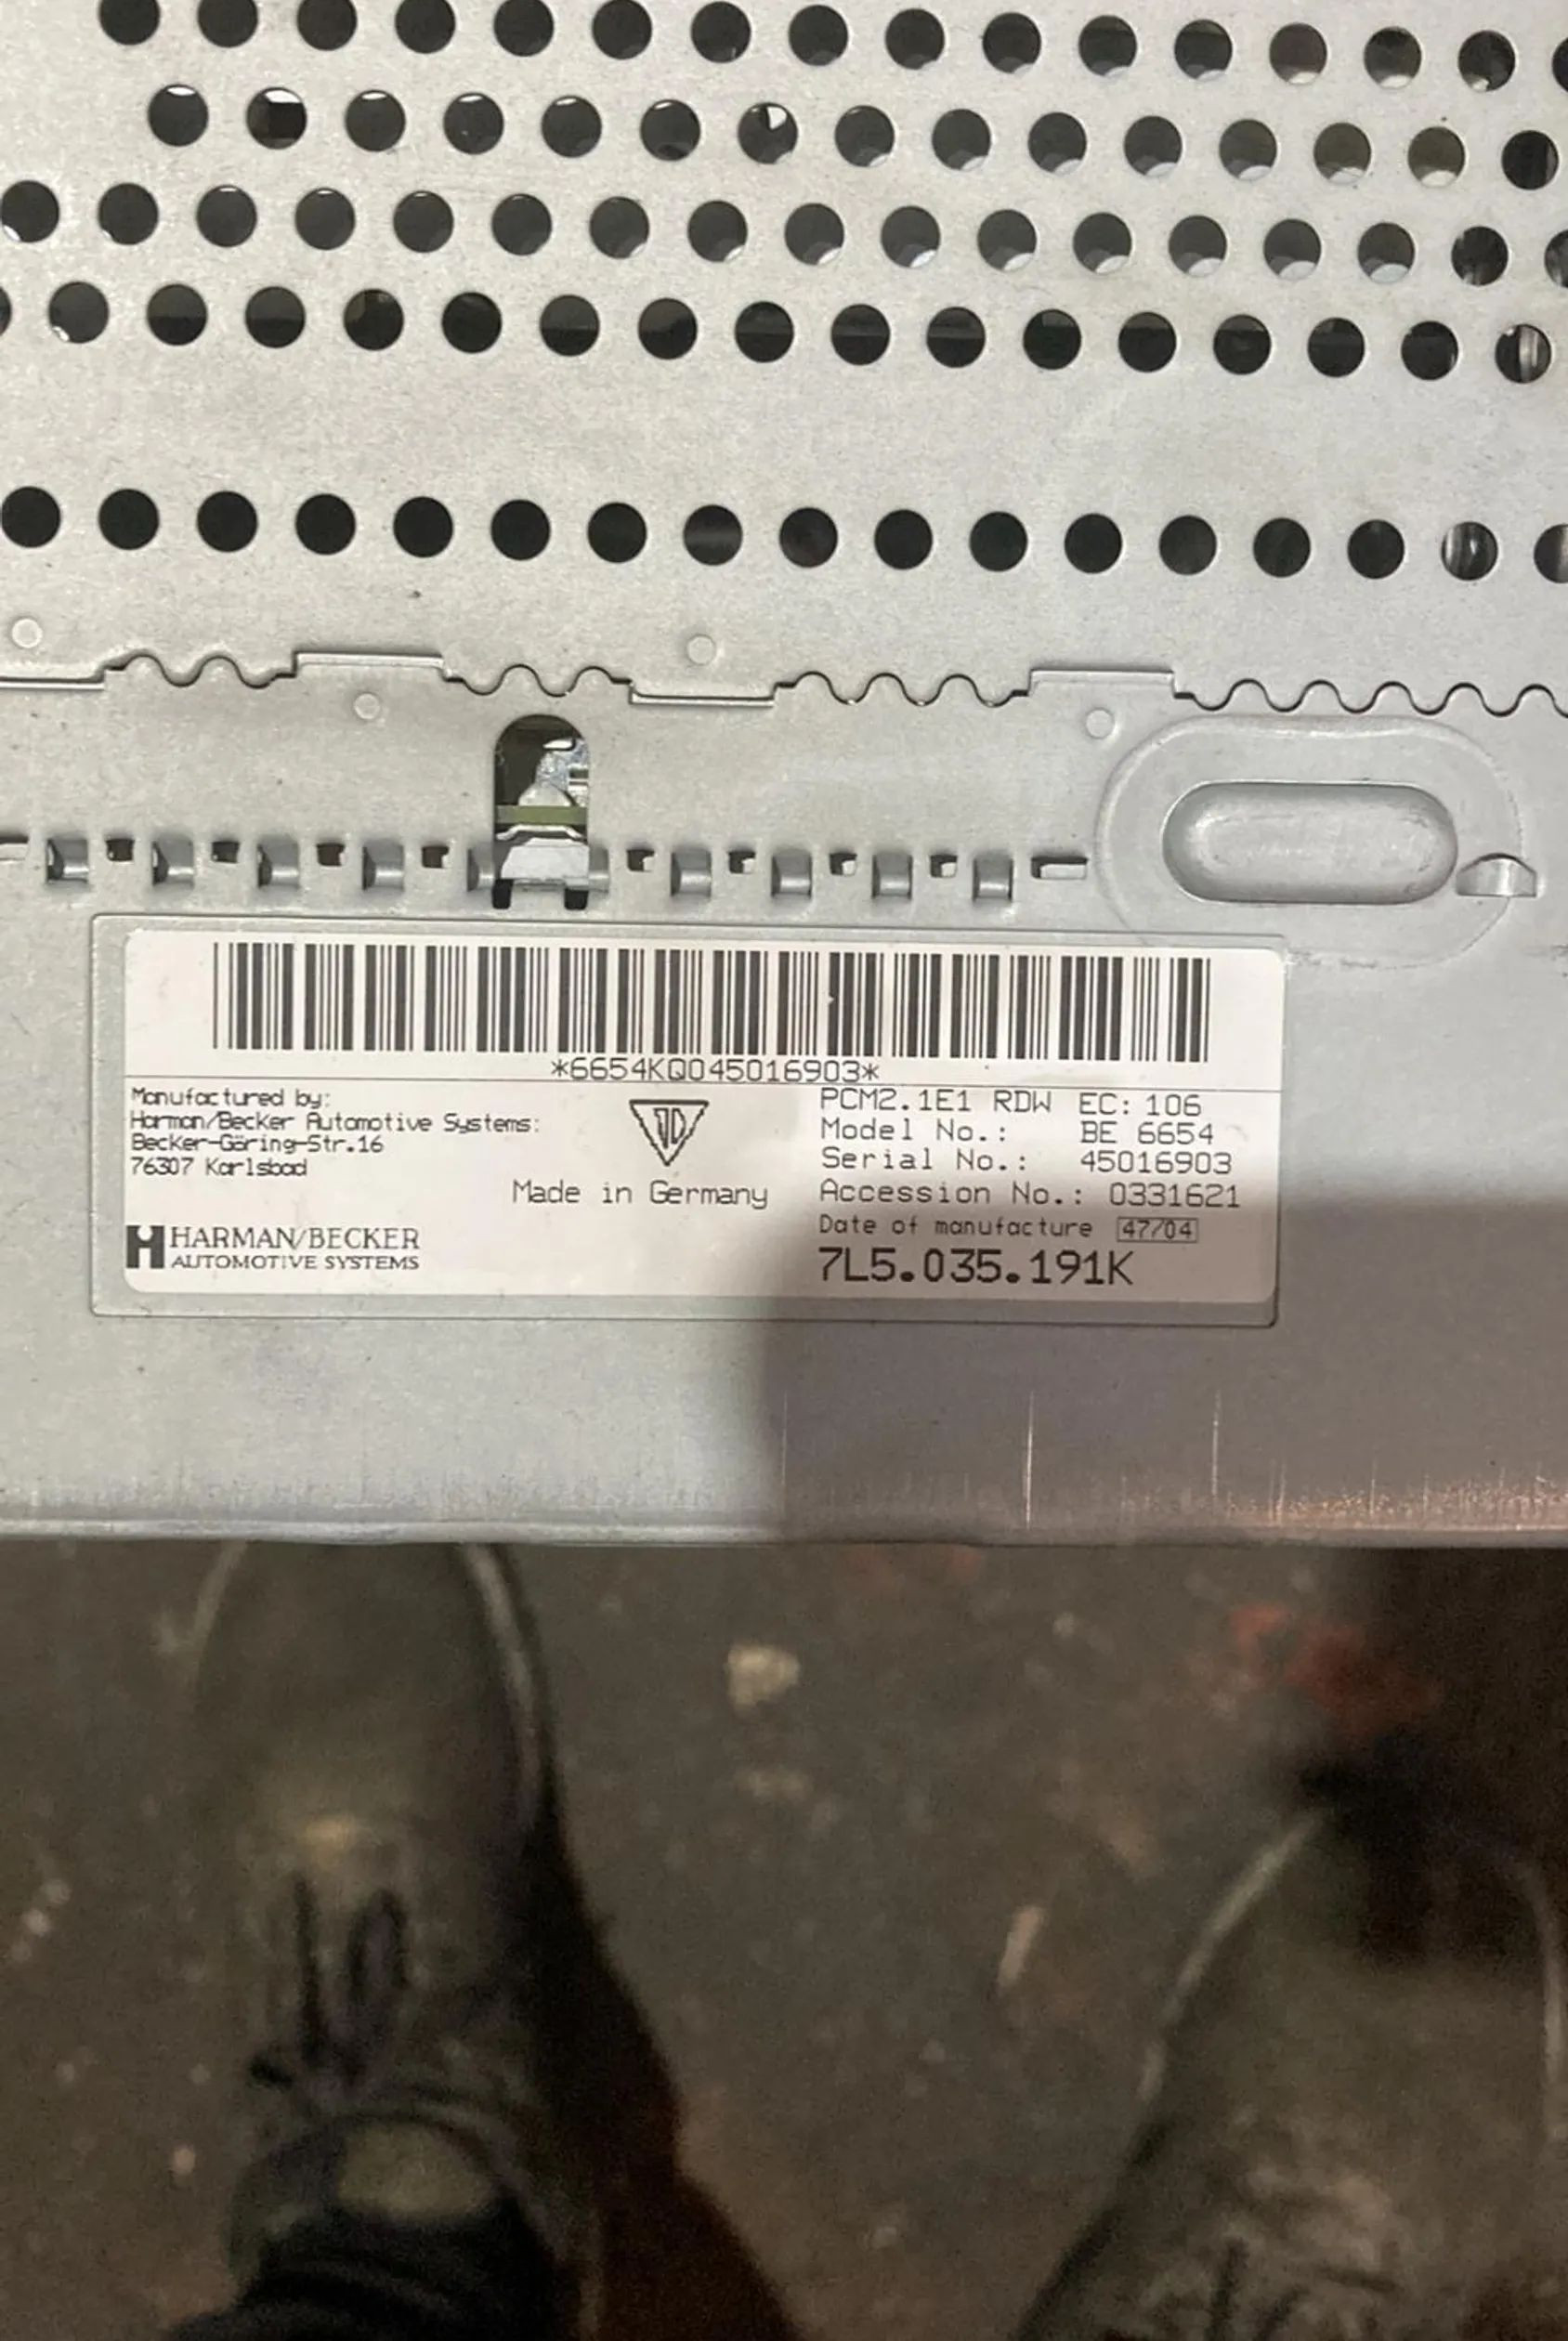 *6654KQ045016903*
Manufactured by:
Harman/Becker Automotive Systems:
Becker-Göring-Str.16
76307 Karlsbad
Made in Germany
HARMAN/BECKER
AUTOMOTIVE SYSTEMS
PCM2.1E1 RDW EC: 106
Model No.: BE 6654
Serial No.: 45016903
Accession No.: 0331621
Date of manufacture 47/04
7L5.035.191K